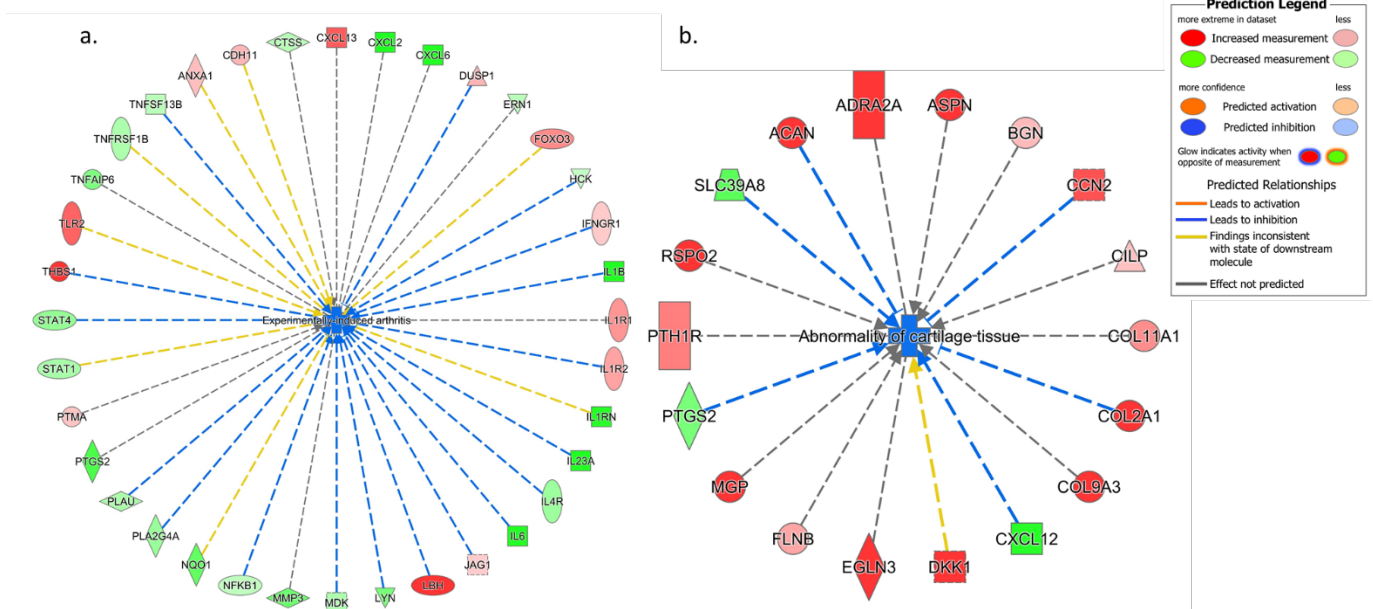 a.
CTSS
CXCL13
CXCL2
CXCL6
DUSP1
ERN1
FOXO3
HCK
IFNGR1
IL1B
IL1R1
IL1R2
IL1RN
IL23A
IL4R
IL6
JAG1
LBH
LYN
MDK
MMP3
NFKB1
NQO1
PLA2G4A
PLAU
PTGS2
PTMA
STAT1
STAT4
THBS1
TLR2
TNFAIP6
TNFRSF1B
TNFSF13B
ANXA1
CDH11
Experimentally-induced arthritis
b.
ADRA2A
ASPN
BGN
CCN2
CILP
COL11A1
COL2A1
COL9A3
CXCL12
DKK1
EGLN3
FLNB
MGP
PTGS2
PTH1R
RSPO2
SLC39A8
ACAN
Abnormality of cartilage tissue
Prediction Legend
more extreme in dataset less
Increased measurement
Decreased measurement
more confidence less
Predicted activation
Predicted inhibition
Glow indicates activity when
opposite of measurement
Predicted Relationships
Leads to activation
Leads to inhibition
Findings inconsistent
with state of downstream
molecule
Effect not predicted